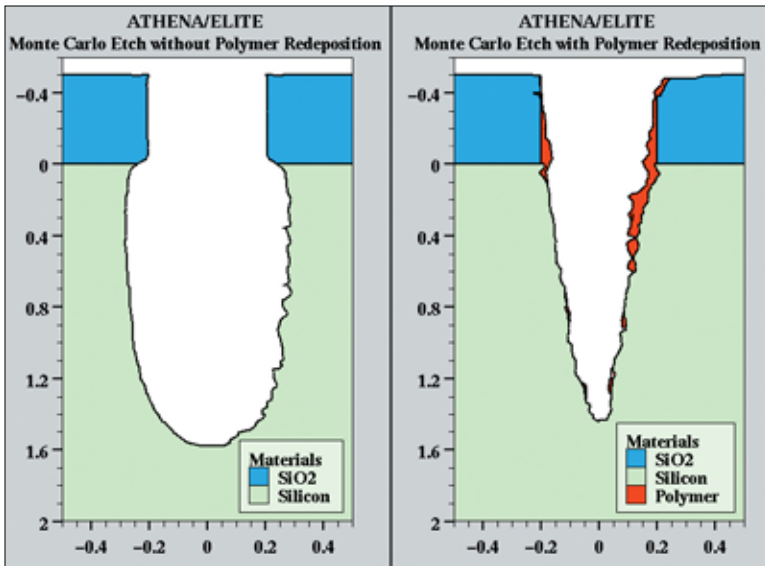 ATHENA/ELITE
Monte Carlo Etch without Polymer Redeposition
−0.4
0
0.4
0.8
1.2
1.6
2
−0.4 −0.2 0 0.2 0.4
Materials
SiO2
Silicon
ATHENA/ELITE
Monte Carlo Etch with Polymer Redeposition
−0.4
0
0.4
0.8
1.2
1.6
2
−0.4 −0.2 0 0.2 0.4
Materials
SiO2
Silicon
Polymer